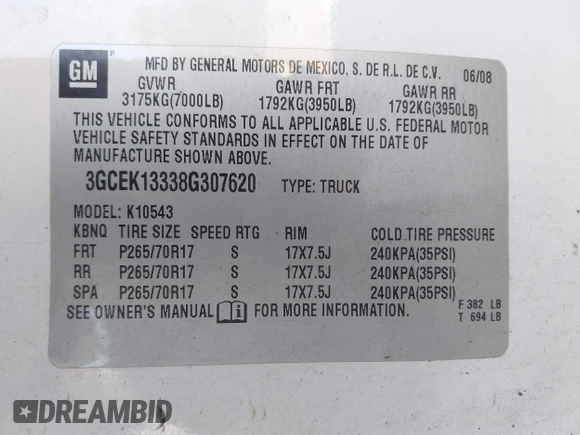 GM
MFD BY GENERAL MOTORS DE MEXICO, S. DE R.L. DE C.V. 06/08
GVWR GAWR FRT GAWR RR
3175KG(7000LB) 1792KG(3950LB) 1792KG(3950LB)
THIS VEHICLE CONFORMS TO ALL APPLICABLE U.S. FEDERAL MOTOR
VEHICLE SAFETY STANDARDS IN EFFECT ON THE DATE OF
MANUFACTURE SHOWN ABOVE.
3GCEK13338G307620 TYPE: TRUCK
MODEL: K10543
KBNQ TIRE SIZE SPEED RTG RIM COLD TIRE PRESSURE
FRT P265/70R17 S 17X7.5J 240KPA(35PSI)
RR P265/70R17 S 17X7.5J 240KPA(35PSI)
SPA P265/70R17 S 17X7.5J 240KPA(35PSI)
SEE OWNER'S MANUAL i FOR MORE INFORMATION.
F 382 LB
T 694 LB
DREAMBID